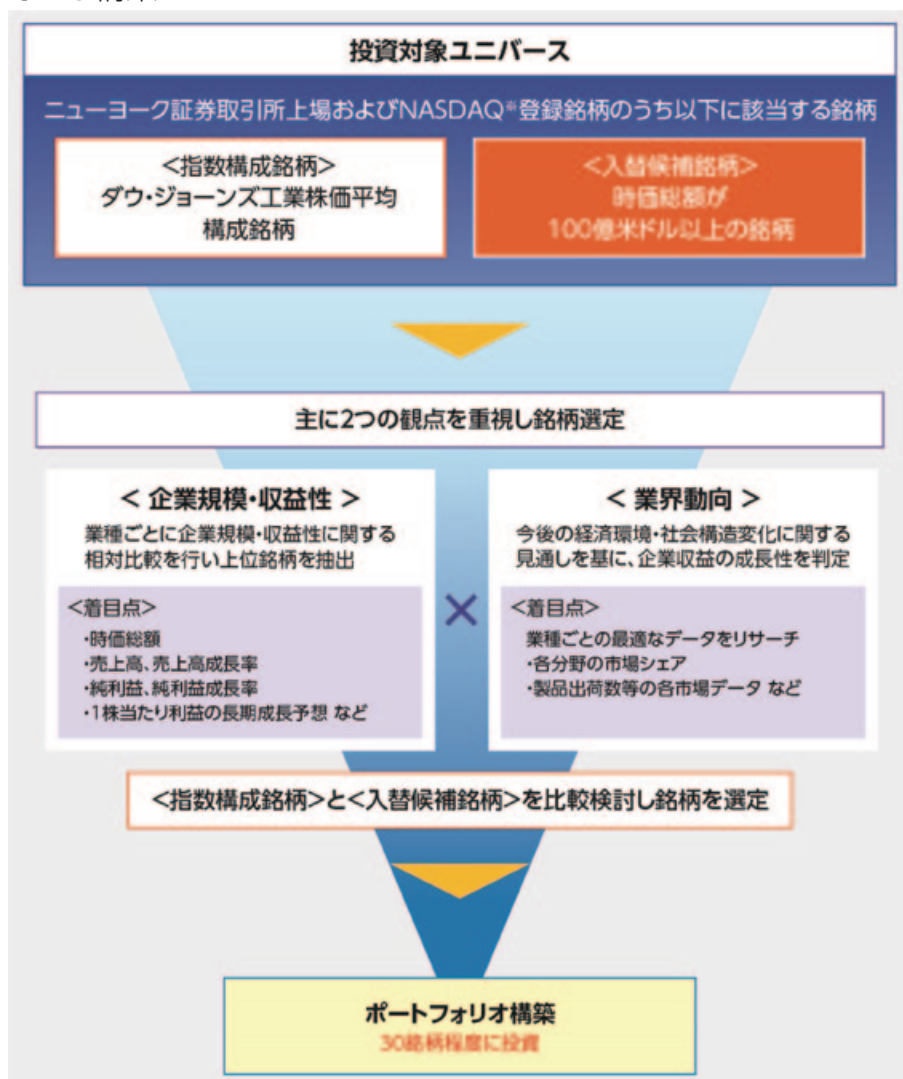 投資対象ユニバース
ニューヨーク証券取引所上場およびNASDAQ※登録銘柄のうち以下に該当する銘柄
<指数構成銘柄>
ダウ・ジョーンズ工業株価平均
構成銘柄
<入替候補銘柄>
時価総額が
100億米ドル以上の銘柄
主に2つの観点を重視し銘柄選定
< 企業規模・収益性 >
業種ごとに企業規模・収益性に関する
相対比較を行い上位銘柄を抽出
<着目点>
・時価総額
・売上高、売上高成長率
・純利益、純利益成長率
・1株当たり利益の長期成長予想 など
×
< 業界動向 >
今後の経済環境・社会構造変化に関する
見通しを基に、企業収益の成長性を判定
<着目点>
業種ごとの最適なデータをリサーチ
・各分野の市場シェア
・製品出荷数等の各市場データ など
<指数構成銘柄>と<入替候補銘柄>を比較検討し銘柄を選定
ポートフォリオ構築
30銘柄程度に投資